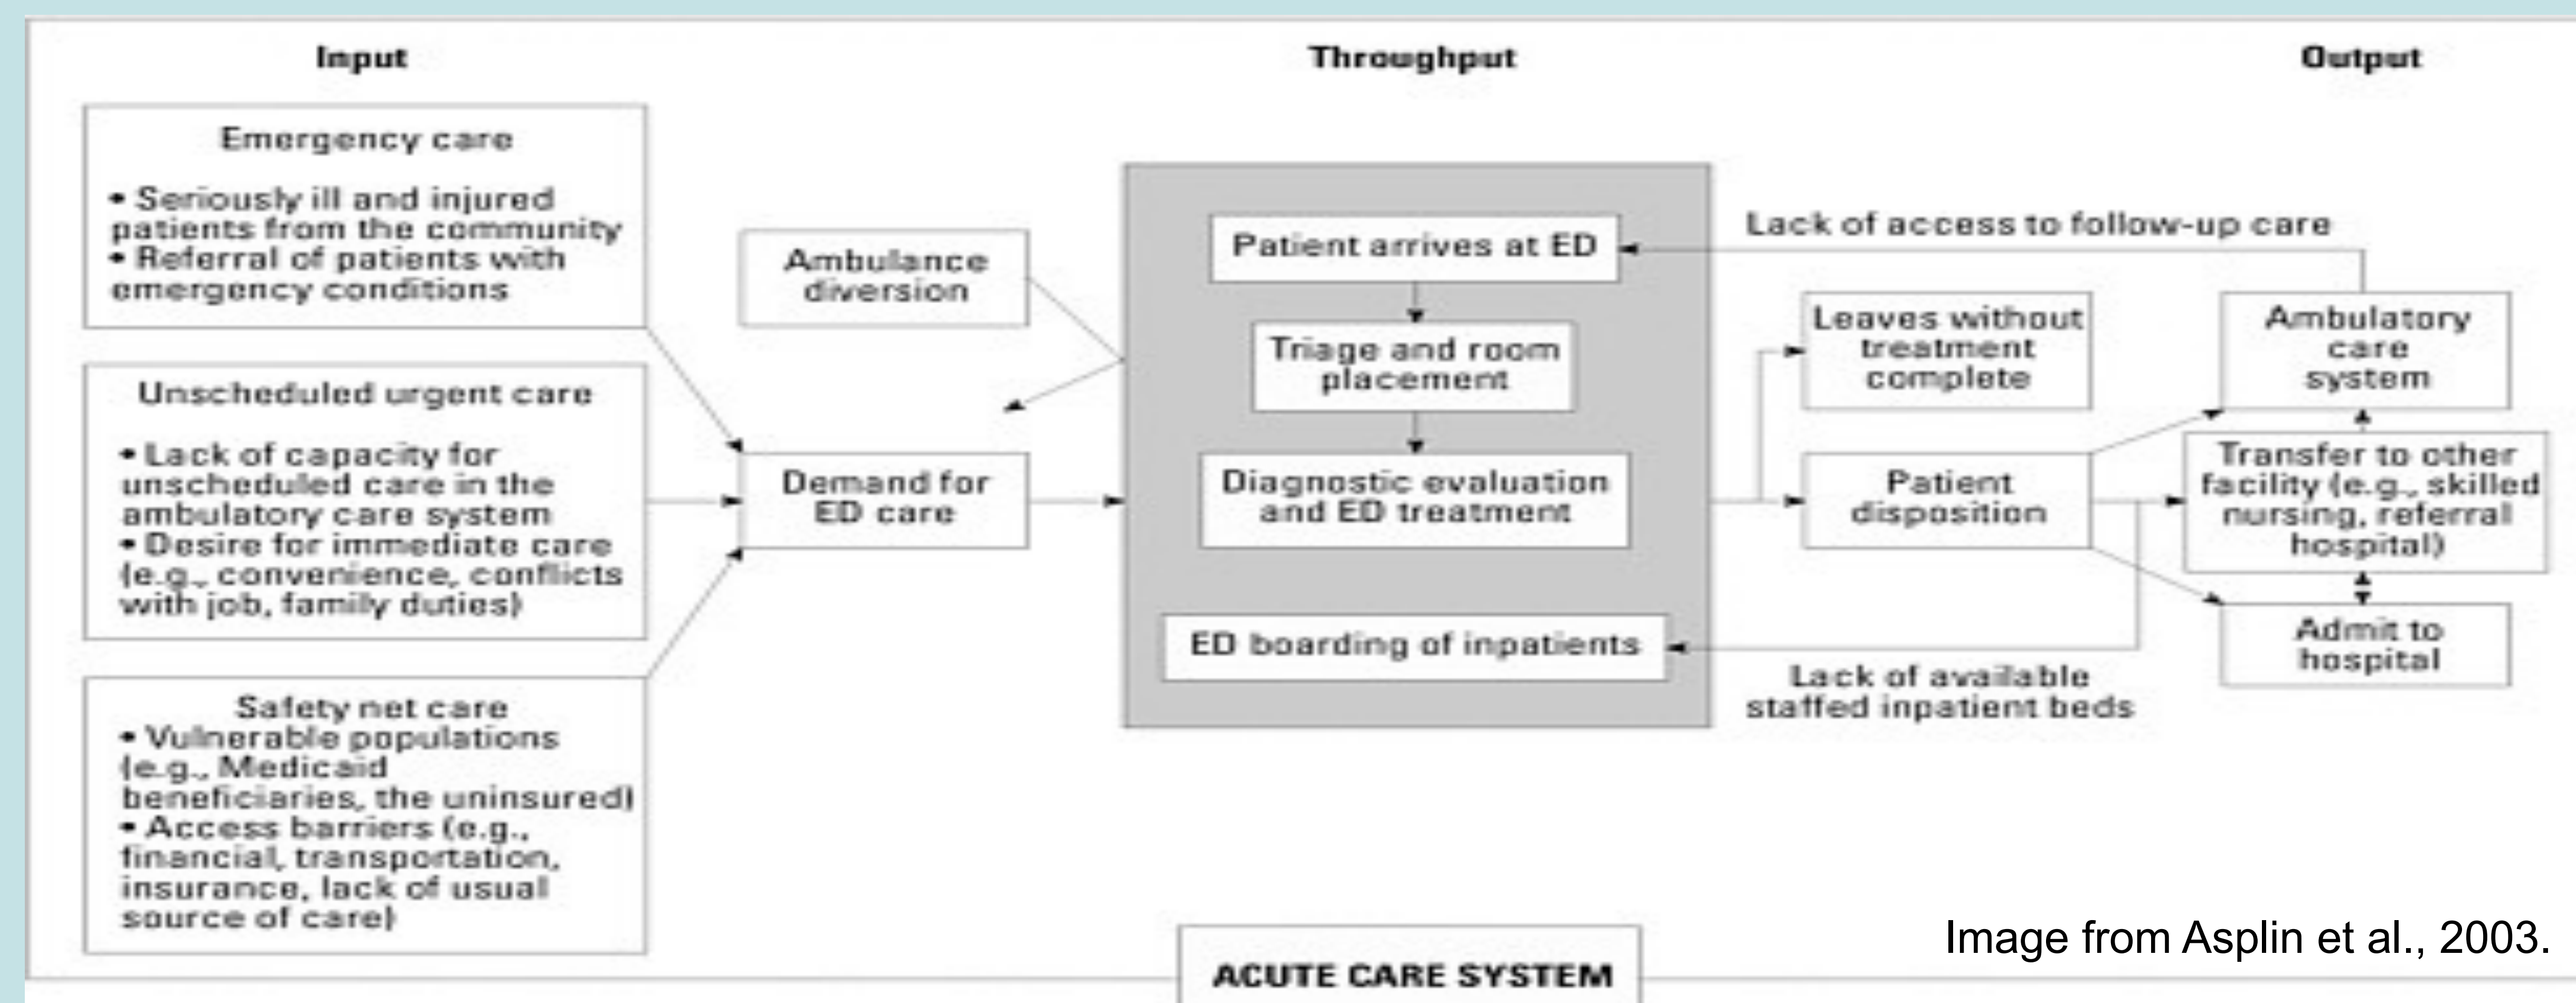 Input
Throughput
Output
Emergency care
• Seriously ill and injured
patients from the community
• Referral of patients with
emergency conditions
Unscheduled urgent care
• Lack of capacity for
unscheduled care in the
ambulatory care system
• Desire for immediate care
(e.g., convenience, conflicts
with job, family duties)
Safety net care
• Vulnerable populations
(e.g., Medicaid
beneficiaries, the uninsured)
• Access barriers (e.g.,
financial, transportation,
insurance, lack of usual
source of care)
Ambulance
diversion
Demand for
ED care
Patient arrives at ED
Triage and room
placement
Diagnostic evaluation
and ED treatment
ED boarding of inpatients
Lack of access to follow-up care
Leaves without
treatment
complete
Patient
disposition
Lack of available
staffed inpatient beds
Ambulatory
care
system
Transfer to other
facility (e.g., skilled
nursing, referral
hospital)
Admit to
hospital
Image from Asplin et al., 2003.
ACUTE CARE SYSTEM